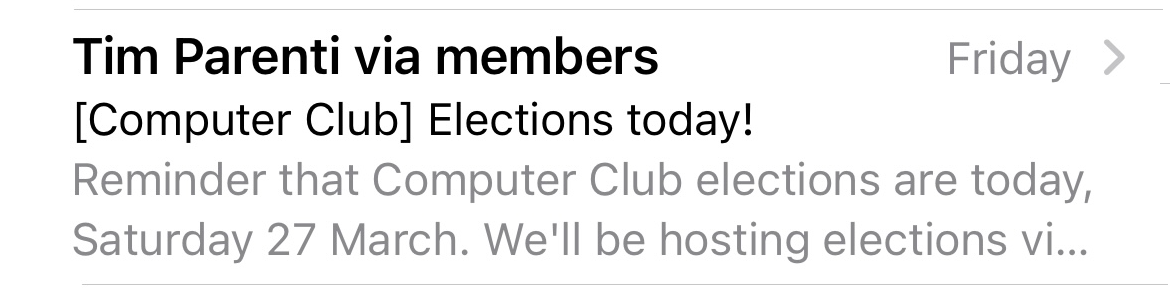 Tim Parenti via members
Friday
[Computer Club] Elections today!
Reminder that Computer Club elections are today,
Saturday 27 March. We'll be hosting elections vi...